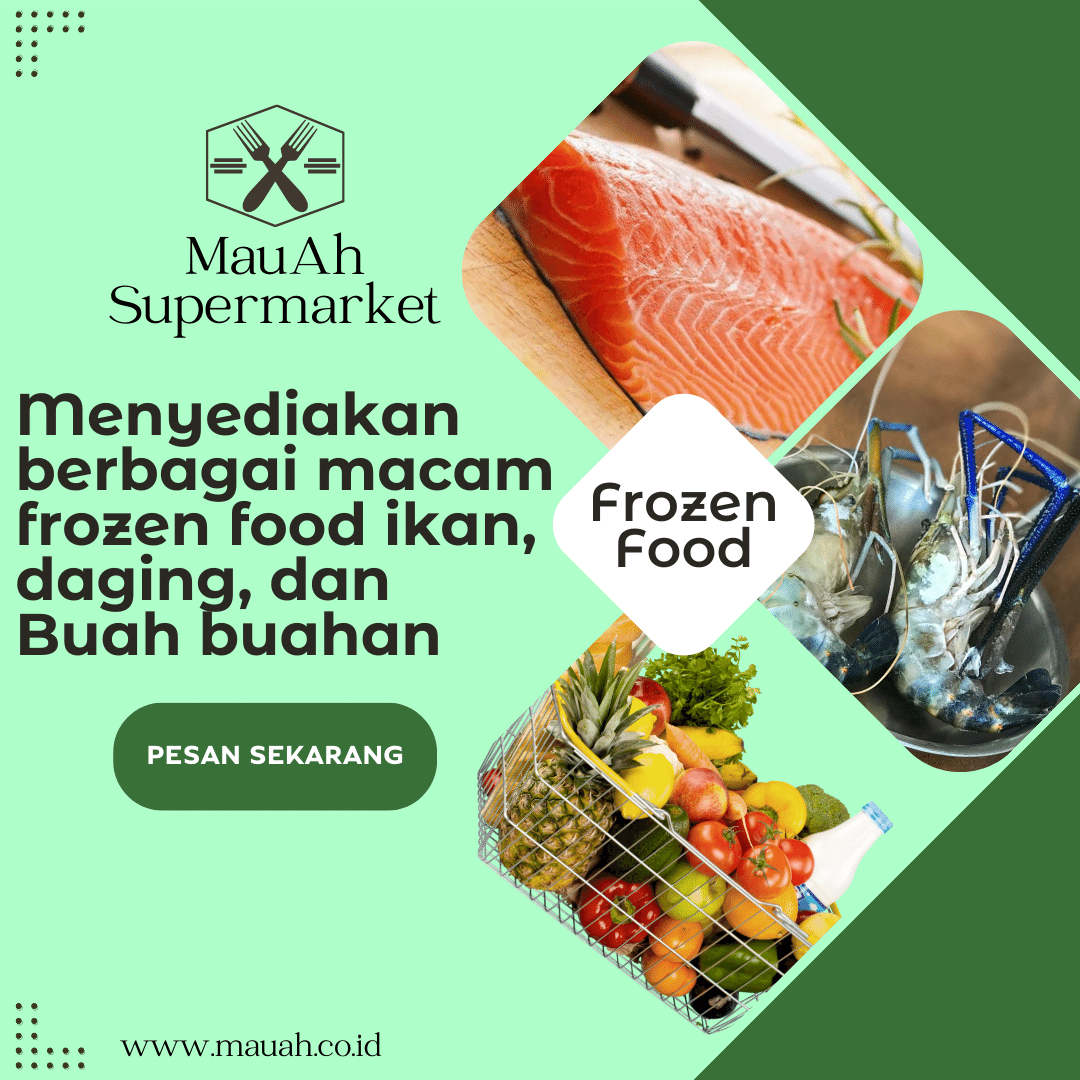 MauAh
Supermarket
Menyediakan
berbagai macam
frozen food ikan,
daging, dan
Buah buahan
Frozen
Food
PESAN SEKARANG
www.mauah.co.id